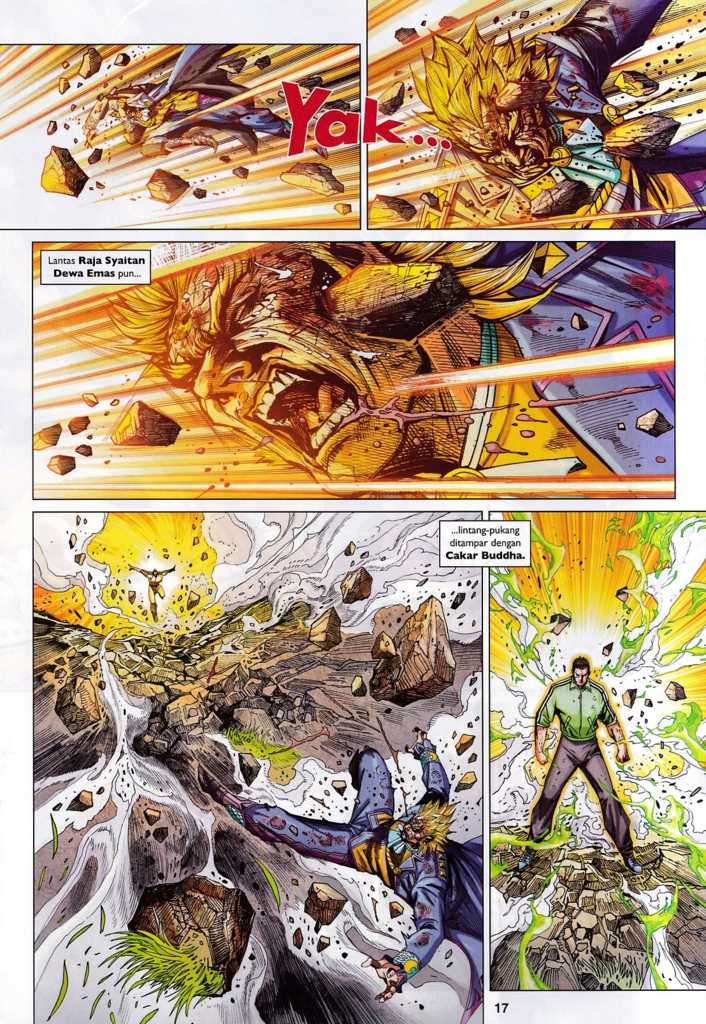 Yak...
Lantas Raja Syaitan
Dewa Emas pun...
...lintang-pukang
ditampar dengan
Cakar Buddha.
17